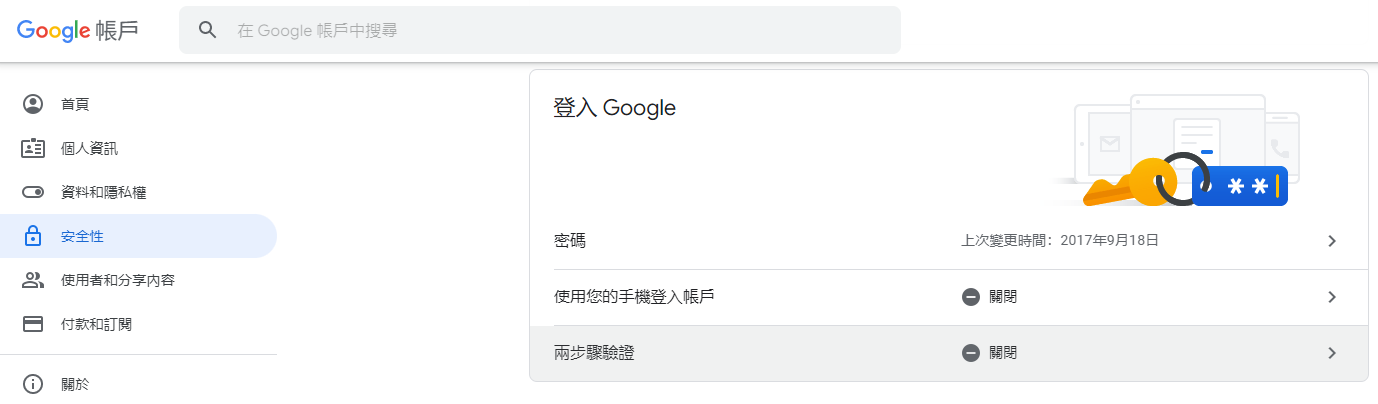 Google 帳戶
在 Google 帳戶中搜尋
首頁
個人資訊
資料和隱私權
安全性
使用者和分享內容
付款和訂閱
關於
登入 Google
密碼
上次變更時間：2017年9月18日
使用您的手機登入帳戶
關閉
兩步驟驗證
關閉